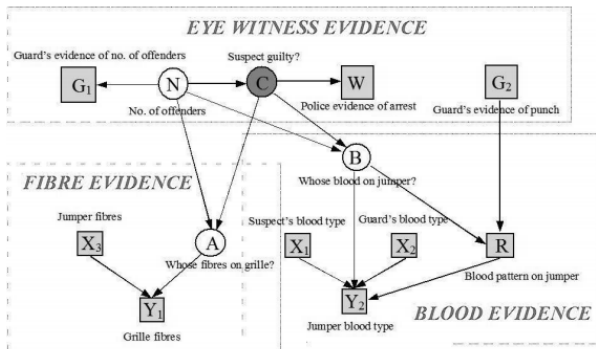 EYE WITNESS EVIDENCE
Guard's evidence of no. of offenders
Suspect guilty?
G1
N
C
W
G2
No. of offenders
Police evidence of arrest
Guard's evidence of punch
B
Whose blood on jumper?
FIBRE EVIDENCE
Jumper fibres
Suspect's blood type
Guard's blood type
X3
A
X1
X2
R
Whose fibres on grille?
Blood pattern on jumper
Y1
Y2
Grille fibres
Jumper blood type
BLOOD EVIDENCE